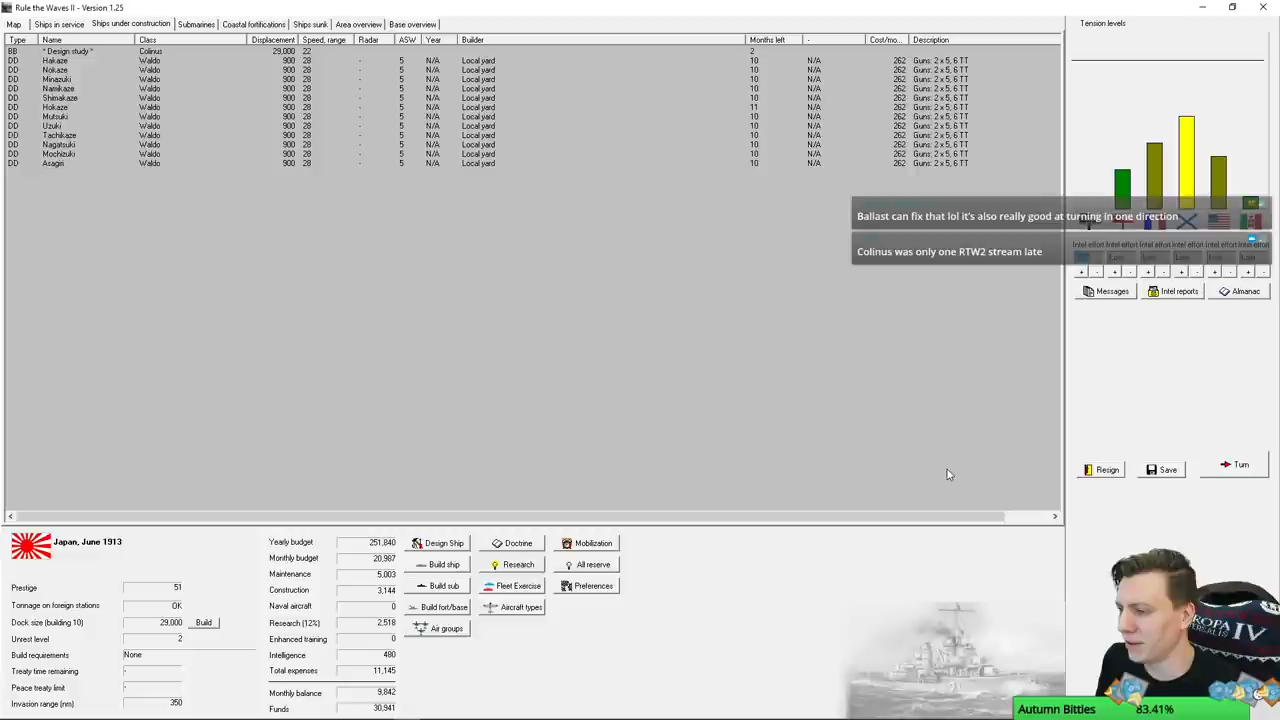 Rule the Waves II - Version 1.25
Map Ships in service Ships under construction Submarines Coastal fortifications Ships sunk Area overview Base overview
Type Name Class Displacement Speed, range Radar ASW Year Builder Months left - Cost/mo... Description
BB * Design study * Colinus 29,000 22 2
DD Hakaze Waldo 900 28 - 5 N/A Local yard 10 N/A 262 Guns: 2 x 5, 6 TT
DD Nokaze Waldo 900 28 - 5 N/A Local yard 10 N/A 262 Guns: 2 x 5, 6 TT
DD Minazuki Waldo 900 28 - 5 N/A Local yard 10 N/A 262 Guns: 2 x 5, 6 TT
DD Namikaze Waldo 900 28 - 5 N/A Local yard 10 N/A 262 Guns: 2 x 5, 6 TT
DD Shimakaze Waldo 900 28 - 5 N/A Local yard 10 N/A 262 Guns: 2 x 5, 6 TT
DD Hokaze Waldo 900 28 - 5 N/A Local yard 11 N/A 262 Guns: 2 x 5, 6 TT
DD Mutsuki Waldo 900 28 - 5 N/A Local yard 10 N/A 262 Guns: 2 x 5, 6 TT
DD Uzuki Waldo 900 28 - 5 N/A Local yard 10 N/A 262 Guns: 2 x 5, 6 TT
DD Tachikaze Waldo 900 28 - 5 N/A Local yard 10 N/A 262 Guns: 2 x 5, 6 TT
DD Nagatsuki Waldo 900 28 - 5 N/A Local yard 10 N/A 262 Guns: 2 x 5, 6 TT
DD Mochizuki Waldo 900 28 - 5 N/A Local yard 10 N/A 262 Guns: 2 x 5, 6 TT
DD Asagiri Waldo 900 28 - 5 N/A Local yard 10 N/A 262 Guns: 2 x 5, 6 TT
Tension levels
Ballast can fix that lol it's also really good at turning in one direction
Colinus was only one RTW2 stream late
Intel effort Intel effort Intel effort Intel effort Intel effort Intel effort
+ - + - + - + - + - + -
Messages Intel reports Almanac
Resign Save Turn
Japan, June 1913
Prestige 51
Tonnage on foreign stations OK
Dock size (building 10) 29,000 Build
Unrest level 2
Build requirements None
Treaty time remaining -
Peace treaty limit -
Invasion range (nm) 350
Yearly budget 251,840
Monthly budget 20,987
Maintenance 5,003
Construction 3,144
Naval aircraft 0
Research (12%) 2,518
Enhanced training 0
Intelligence 480
Total expenses 11,145
Monthly balance 9,842
Funds 30,941
Design Ship Doctrine Mobilization
Build ship Research All reserve
Build sub Fleet Exercise Preferences
Build fort/base Aircraft types
Air groups
ROPA IV
Autumn Bitties 83.41%